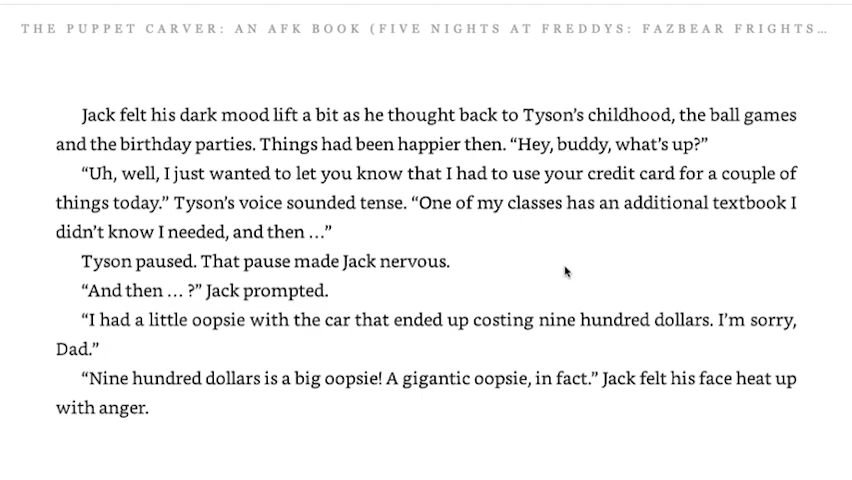 THE PUPPET CARVER: AN AFK BOOK (FIVE NIGHTS AT FREDDYS: FAZBEAR FRIGHTS…
Jack felt his dark mood lift a bit as he thought back to Tyson’s childhood, the ball games
and the birthday parties. Things had been happier then. “Hey, buddy, what’s up?”
“Uh, well, I just wanted to let you know that I had to use your credit card for a couple of
things today.” Tyson’s voice sounded tense. “One of my classes has an additional textbook I
didn’t know I needed, and then …”
Tyson paused. That pause made Jack nervous.
“And then … ?” Jack prompted.
“I had a little oopsie with the car that ended up costing nine hundred dollars. I’m sorry,
Dad.”
“Nine hundred dollars is a big oopsie! A gigantic oopsie, in fact.” Jack felt his face heat up
with anger.